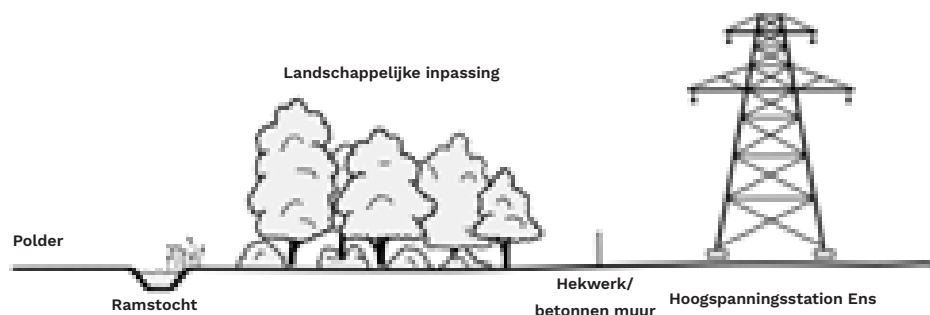 Landschappelijke inpassing
Polder
Ramstocht
Hekwerk/
betonnen muur
Hoogspanningsstation Ens